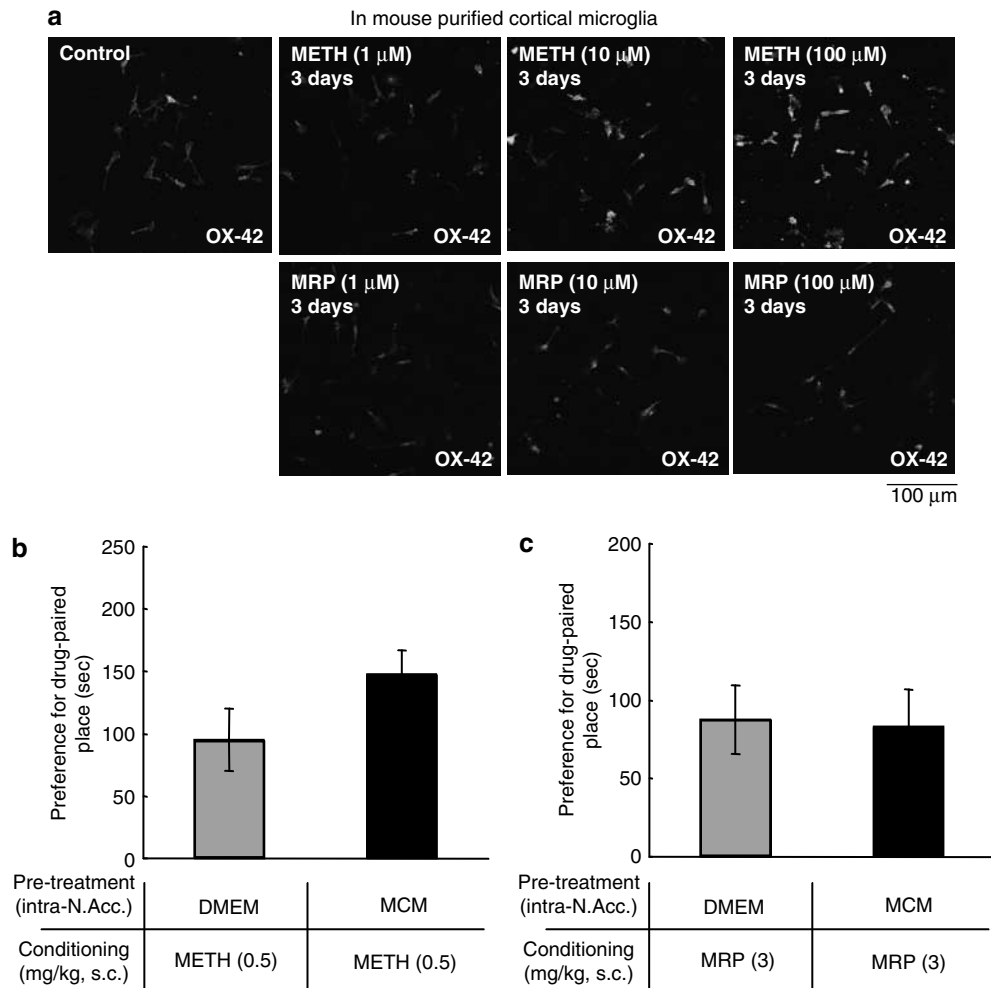 a
In mouse purified cortical microglia
Control
OX-42
METH (1 μM)
3 days
OX-42
METH (10 μM)
3 days
OX-42
METH (100 μM)
3 days
OX-42
MRP (1 μM)
3 days
OX-42
MRP (10 μM)
3 days
OX-42
MRP (100 μM)
3 days
OX-42
100 μm
b
Preference for drug-paired
place (sec)
250
200
150
100
50
0
Pre-treatment
(intra-N.Acc.)
DMEM
MCM
Conditioning
(mg/kg, s.c.)
METH (0.5)
METH (0.5)
c
Preference for drug-paired
place (sec)
200
150
100
50
0
Pre-treatment
(intra-N.Acc.)
DMEM
MCM
Conditioning
(mg/kg, s.c.)
MRP (3)
MRP (3)